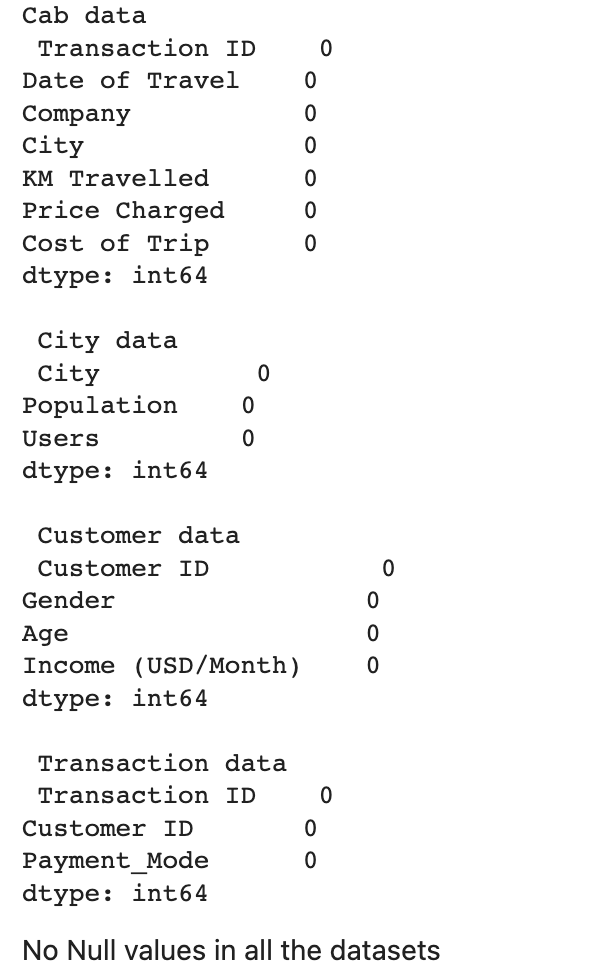 Cab data
 Transaction ID    0
Date of Travel    0
Company           0
City              0
KM Travelled      0
Price Charged     0
Cost of Trip      0
dtype: int64

 City data
 City          0
Population    0
Users         0
dtype: int64

 Customer data
 Customer ID           0
Gender                0
Age                   0
Income (USD/Month)    0
dtype: int64

 Transaction data
 Transaction ID    0
Customer ID       0
Payment_Mode      0
dtype: int64

No Null values in all the datasets